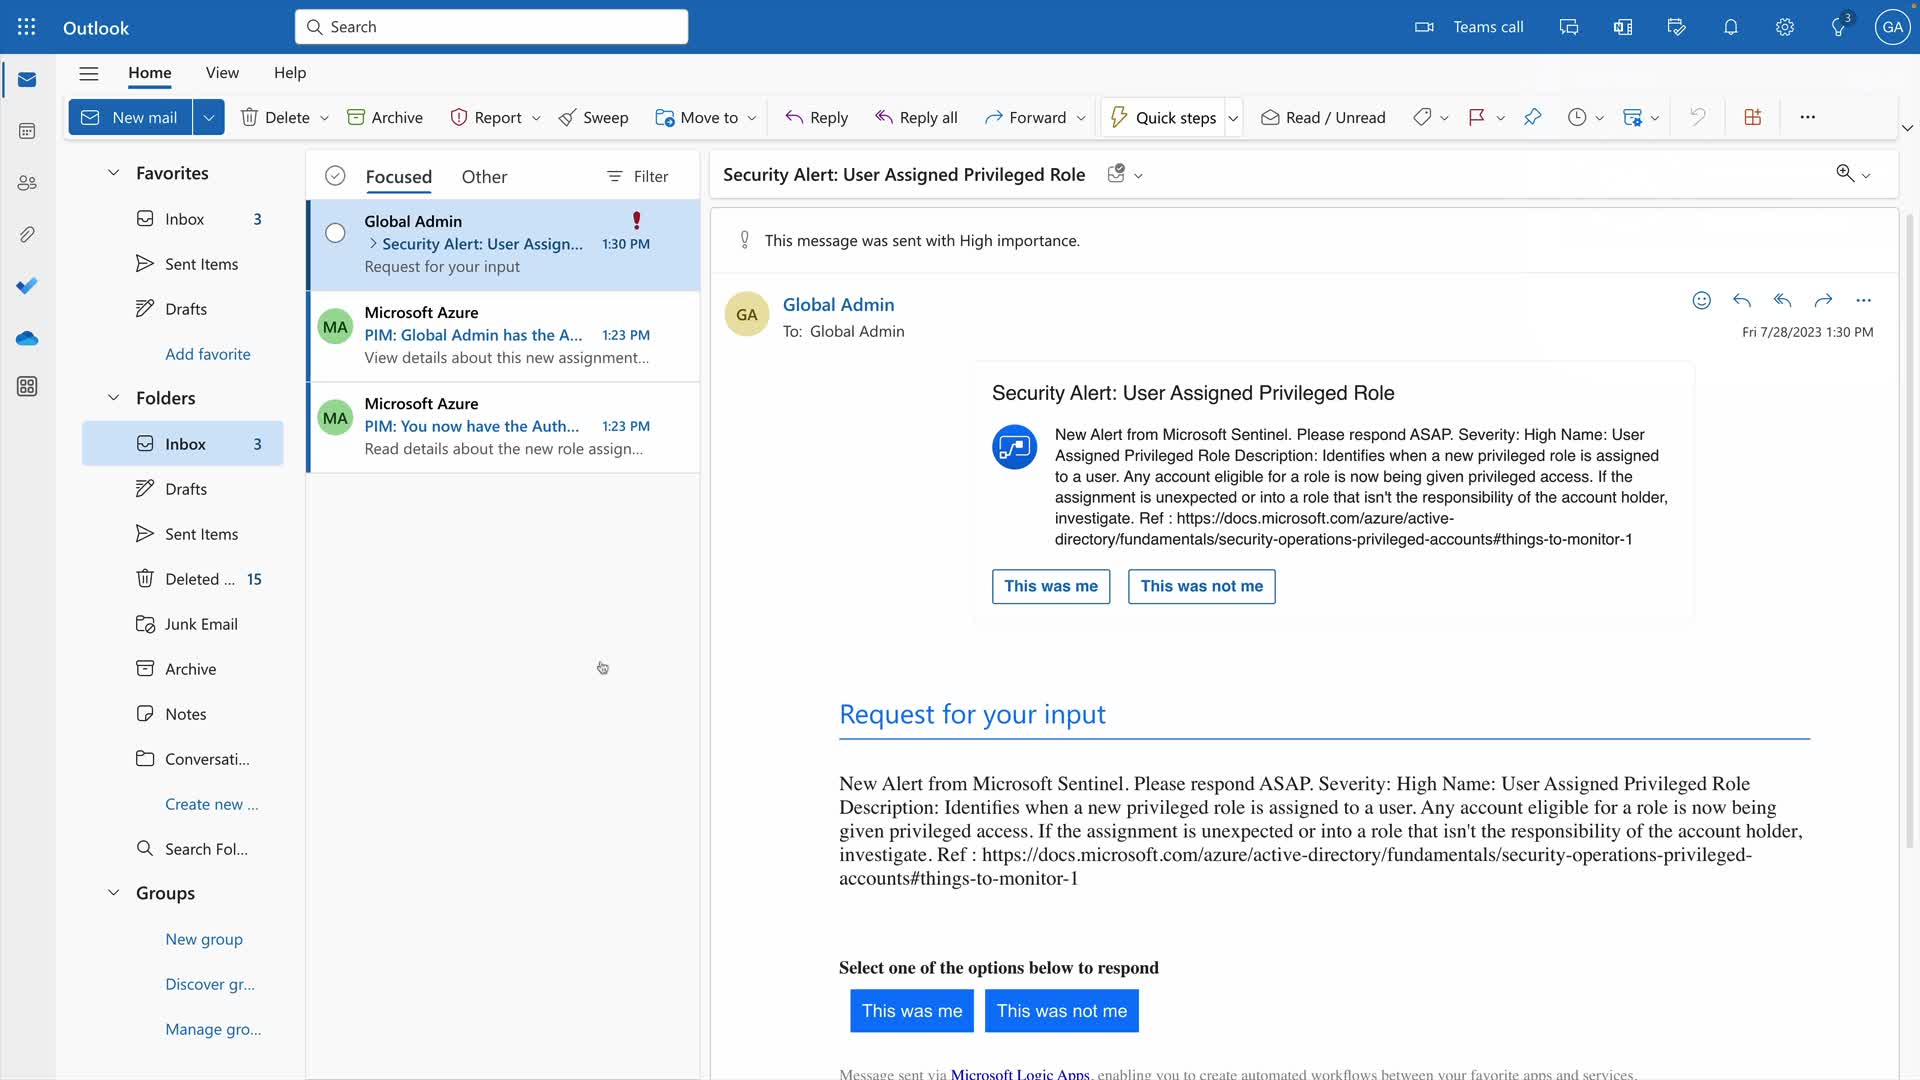 Outlook
Search
Teams call
3
GA
Home
View
Help
New mail
Delete
Archive
Report
Sweep
Move to
Reply
Reply all
Forward
Quick steps
Read / Unread
Favorites
Inbox 3
Sent Items
Drafts
Add favorite
Folders
Inbox 3
Drafts
Sent Items
Deleted ... 15
Junk Email
Archive
Notes
Conversati...
Create new ...
Search Fol...
Groups
New group
Discover gr...
Manage gro...
Focused
Other
Filter
Global Admin
Security Alert: User Assign... 1:30 PM
Request for your input
MA
Microsoft Azure
PIM: Global Admin has the A... 1:23 PM
View details about this new assignment...
MA
Microsoft Azure
PIM: You now have the Auth... 1:23 PM
Read details about the new role assign...
Security Alert: User Assigned Privileged Role
This message was sent with High importance.
GA
Global Admin
To: Global Admin
Fri 7/28/2023 1:30 PM
Security Alert: User Assigned Privileged Role
New Alert from Microsoft Sentinel. Please respond ASAP. Severity: High Name: User
Assigned Privileged Role Description: Identifies when a new privileged role is assigned
to a user. Any account eligible for a role is now being given privileged access. If the
assignment is unexpected or into a role that isn't the responsibility of the account holder,
investigate. Ref : https://docs.microsoft.com/azure/active-
directory/fundamentals/security-operations-privileged-accounts#things-to-monitor-1
This was me
This was not me
Request for your input
New Alert from Microsoft Sentinel. Please respond ASAP. Severity: High Name: User Assigned Privileged Role
Description: Identifies when a new privileged role is assigned to a user. Any account eligible for a role is now being
given privileged access. If the assignment is unexpected or into a role that isn't the responsibility of the account holder,
investigate. Ref : https://docs.microsoft.com/azure/active-directory/fundamentals/security-operations-privileged-
accounts#things-to-monitor-1
Select one of the options below to respond
This was me
This was not me
Message sent via Microsoft Logic Apps, enabling you to create automated workflows between your favorite apps and services.